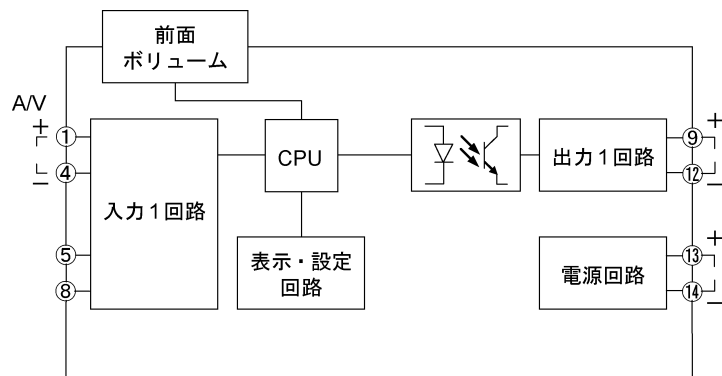 前面
ボリューム
A/V
+
①
−
④
⑤
⑧
入力1回路
CPU
表示・設定
回路
出力1回路
⑨
+
⑫
−
電源回路
⑬
+
⑭
−